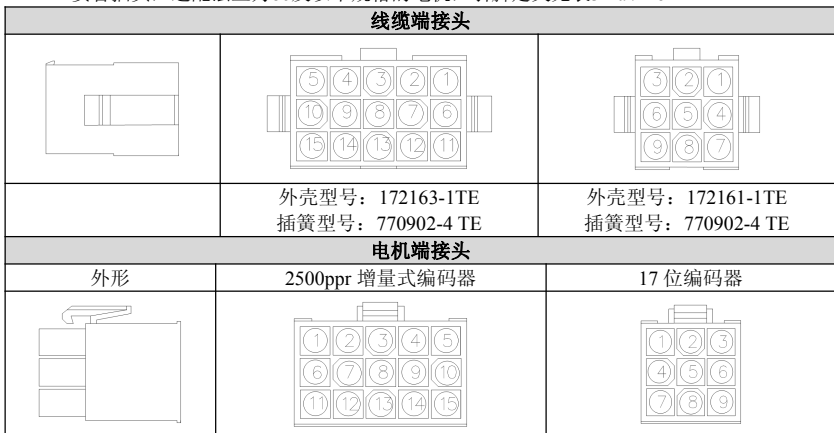 线缆端接头
5 4 3 2 1
10 9 8 7 6
15 14 13 12 11
3 2 1
6 5 4
9 8 7
外壳型号：172163-1TE
插簧型号：770902-4 TE
外壳型号：172161-1TE
插簧型号：770902-4 TE
电机端接头
外形
2500ppr 增量式编码器
17 位编码器
1 2 3 4 5
6 7 8 9 10
11 12 13 14 15
1 2 3
4 5 6
7 8 9